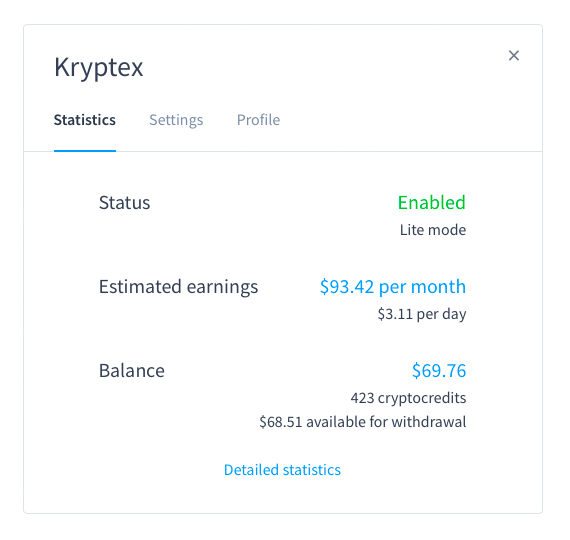 Kryptex
×
Statistics Settings Profile
Status Enabled
Lite mode
Estimated earnings $93.42 per month
$3.11 per day
Balance $69.76
423 cryptocredits
$68.51 available for withdrawal
Detailed statistics